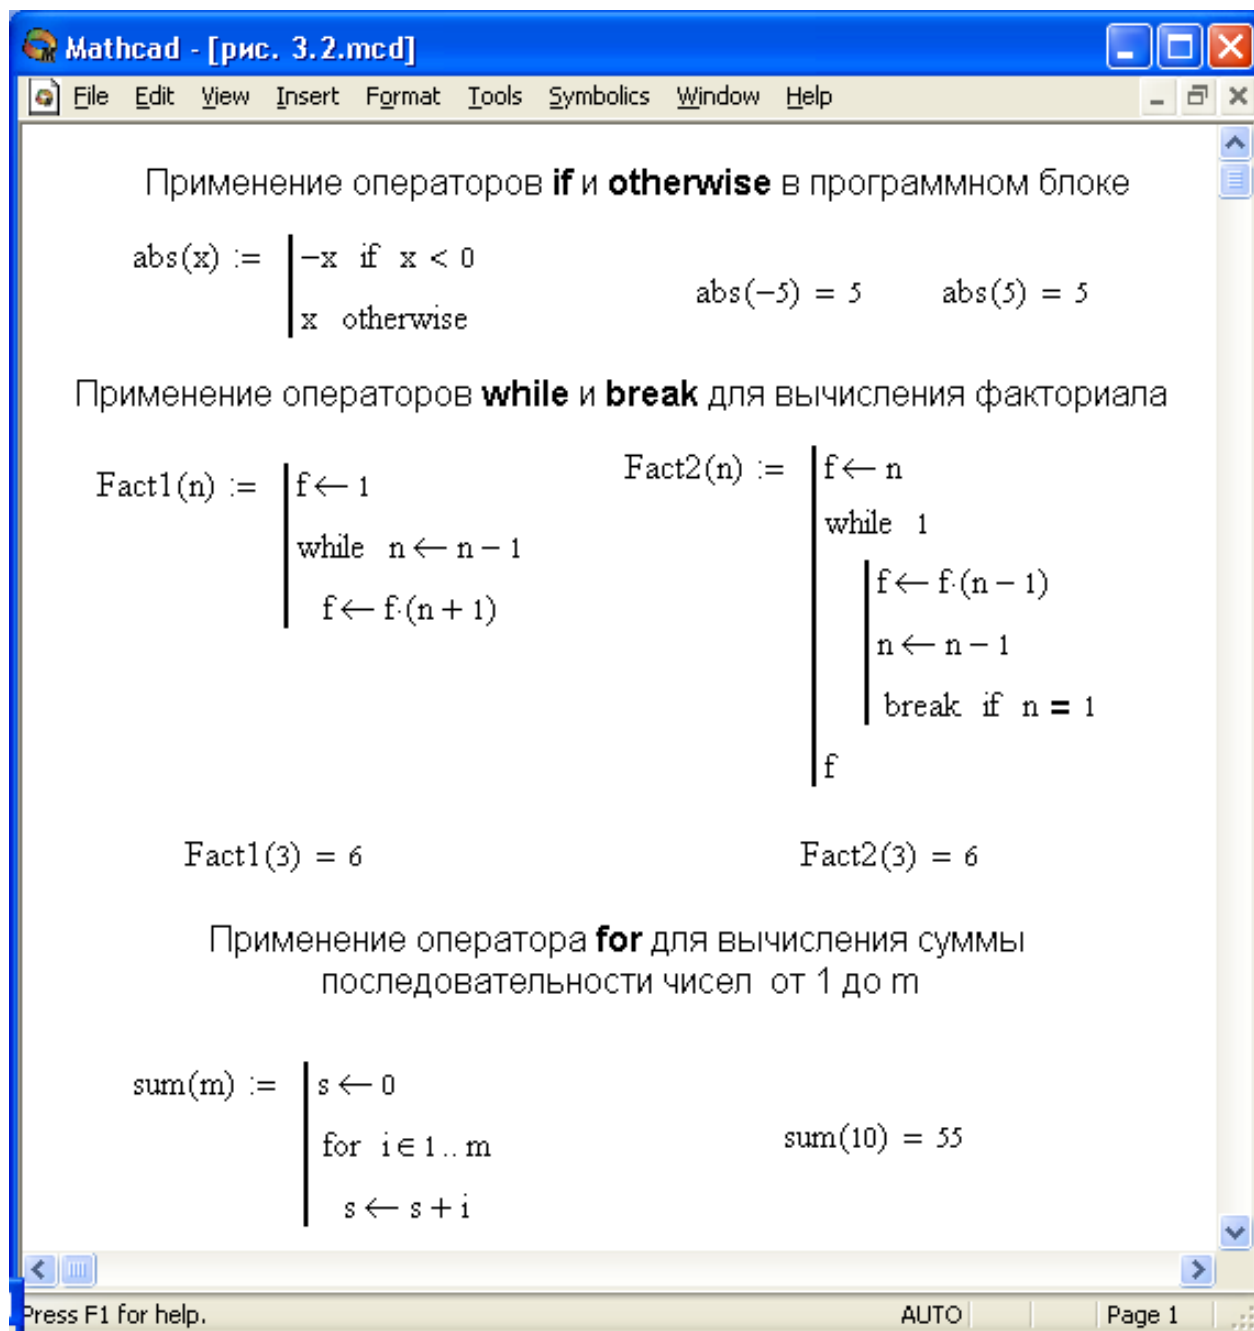 Mathcad - [рис. 3.2.mcd]
File Edit View Insert Format Tools Symbolics Window Help
Применение операторов if и otherwise в программном блоке
abs(x) := -x if x < 0
x otherwise
abs(−5) = 5 abs(5) = 5
Применение операторов while и break для вычисления факториала
Fact1(n) := f ← 1
while n ← n − 1
f ← f·(n + 1)
Fact2(n) := f ← n
while 1
f ← f·(n − 1)
n ← n − 1
break if n = 1
f
Fact1(3) = 6 Fact2(3) = 6
Применение оператора for для вычисления суммы
последовательности чисел от 1 до m
sum(m) := s ← 0
for i ∈ 1 .. m
s ← s + i
sum(10) = 55
Press F1 for help. AUTO Page 1